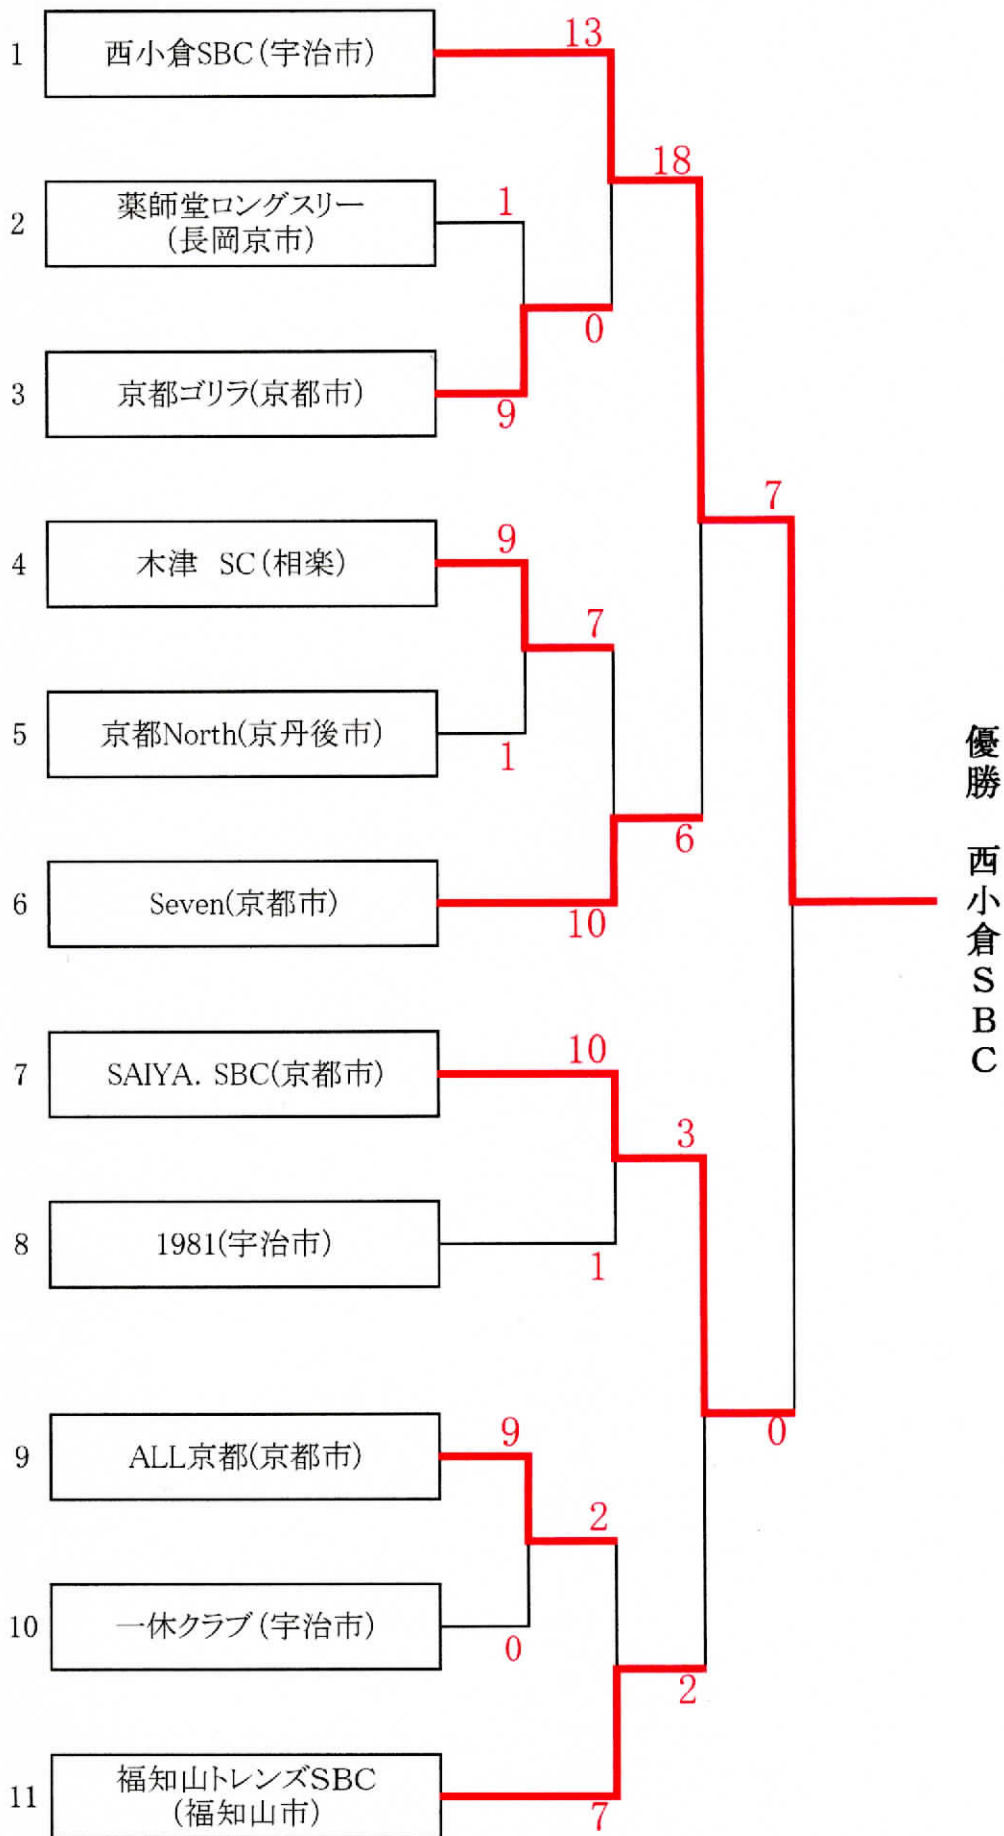 13
1 西小倉SBC(宇治市)
18
2 薬師堂ロングスリー
(長岡京市)
1
0
3 京都ゴリラ(京都市)
9
7
4 木津 SC(相楽)
9
7
5 京都North(京丹後市)
1
6
6 Seven(京都市)
10
優勝 西小倉SBC
7 SAIYA. SBC(京都市)
10
3
8 1981(宇治市)
1
0
9 ALL京都(京都市)
9
2
10 一休クラブ(宇治市)
0
2
11 福知山トレンズSBC
(福知山市)
7